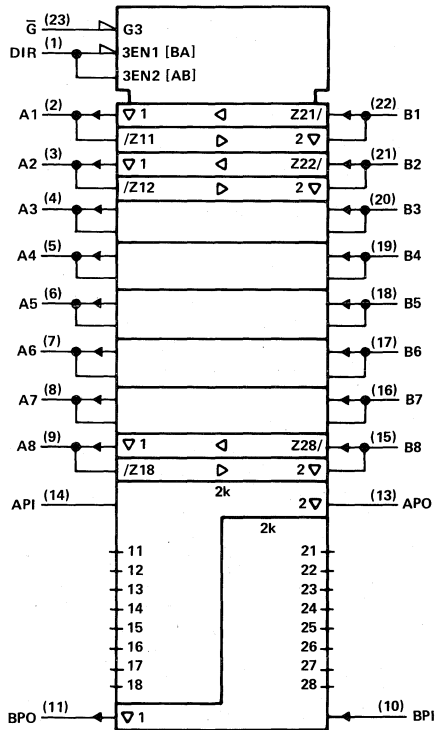 G̅ (23) G3
DIR (1) 3EN1 [BA]
3EN2 [AB]
A1 (2) ▽ 1 ◁ Z21/ (22) B1
/Z11 ▷ 2 ▽
A2 (3) ▽ 1 ◁ Z22/ (21) B2
/Z12 ▷ 2 ▽
A3 (4) (20) B3
A4 (5) (19) B4
A5 (6) (18) B5
A6 (7) (17) B6
A7 (8) (16) B7
A8 (9) ▽ 1 ◁ Z28/ (15) B8
/Z18 ▷ 2 ▽
2k
API (14) 2 ▽ (13) APO
2k
11 21
12 22
13 23
14 24
15 25
16 26
17 27
18 28
BPO (11) ▽ 1 (10) BPI